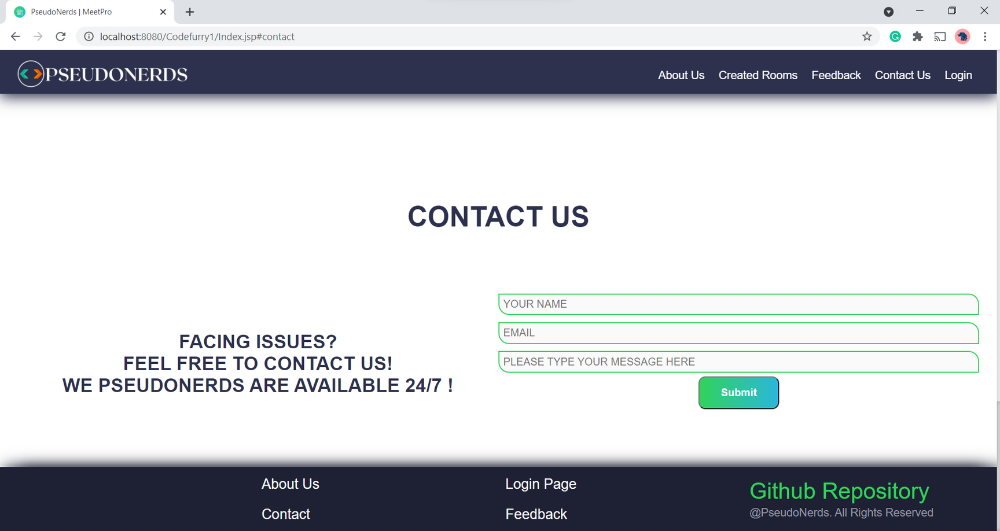 PseudoNerds | MeetPro
localhost:8080/Codefurry1/Index.jsp#contact
PSEUDONERDS
About Us Created Rooms Feedback Contact Us Login
CONTACT US
FACING ISSUES?
FEEL FREE TO CONTACT US!
WE PSEUDONERDS ARE AVAILABLE 24/7 !
YOUR NAME
EMAIL
PLEASE TYPE YOUR MESSAGE HERE
Submit
About Us
Contact
Login Page
Feedback
Github Repository
@PseudoNerds. All Rights Reserved